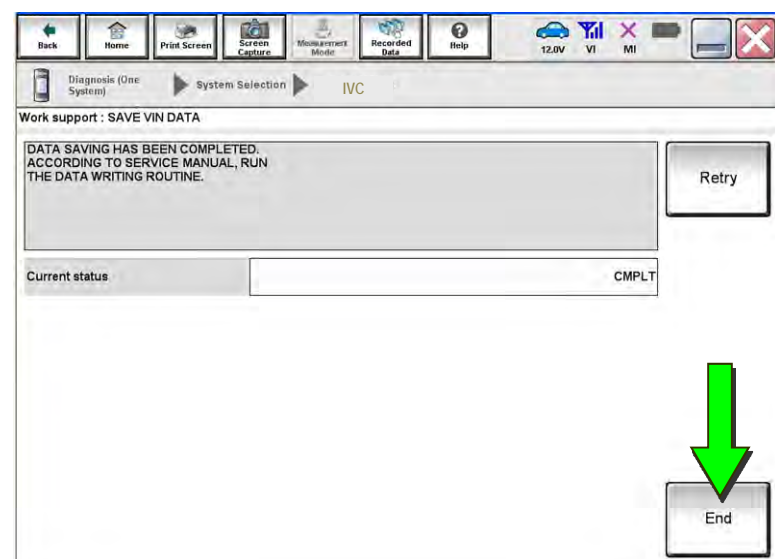 Back
Home
Print Screen
Screen
Capture
Measurement
Mode
Recorded
Data
Help
12.0V
VI
MI
Diagnosis (One
System)
System Selection
IVC
Work support : SAVE VIN DATA
DATA SAVING HAS BEEN COMPLETED.
ACCORDING TO SERVICE MANUAL, RUN
THE DATA WRITING ROUTINE.
Retry
Current status
CMPLT
End